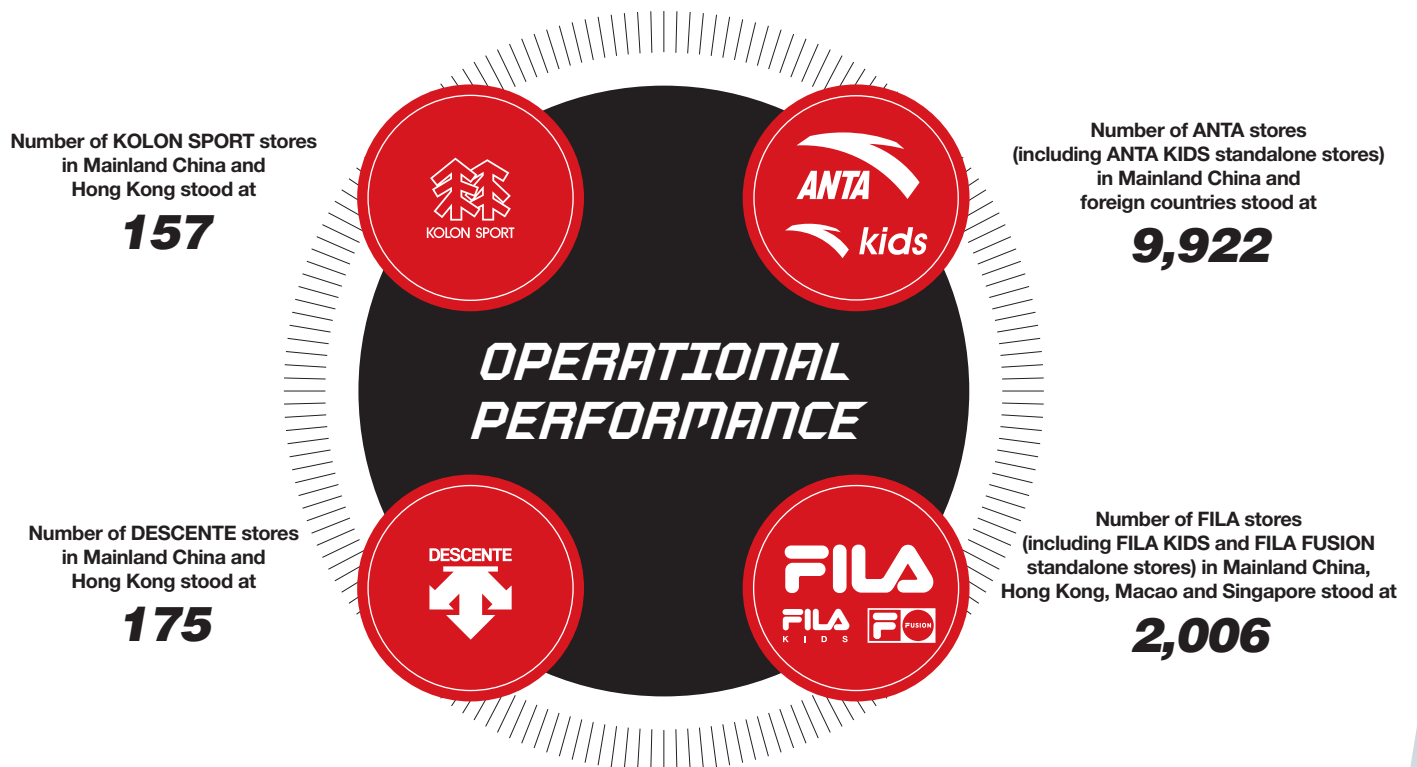 Number of KOLON SPORT stores
in Mainland China and
Hong Kong stood at
157
KOLON SPORT
ANTA
kids
Number of ANTA stores
(including ANTA KIDS standalone stores)
in Mainland China and
foreign countries stood at
9,922
OPERATIONAL
PERFORMANCE
Number of DESCENTE stores
in Mainland China and
Hong Kong stood at
175
DESCENTE
FILA
FILA
KIDS
F FUSION
Number of FILA stores
(including FILA KIDS and FILA FUSION
standalone stores) in Mainland China,
Hong Kong, Macao and Singapore stood at
2,006